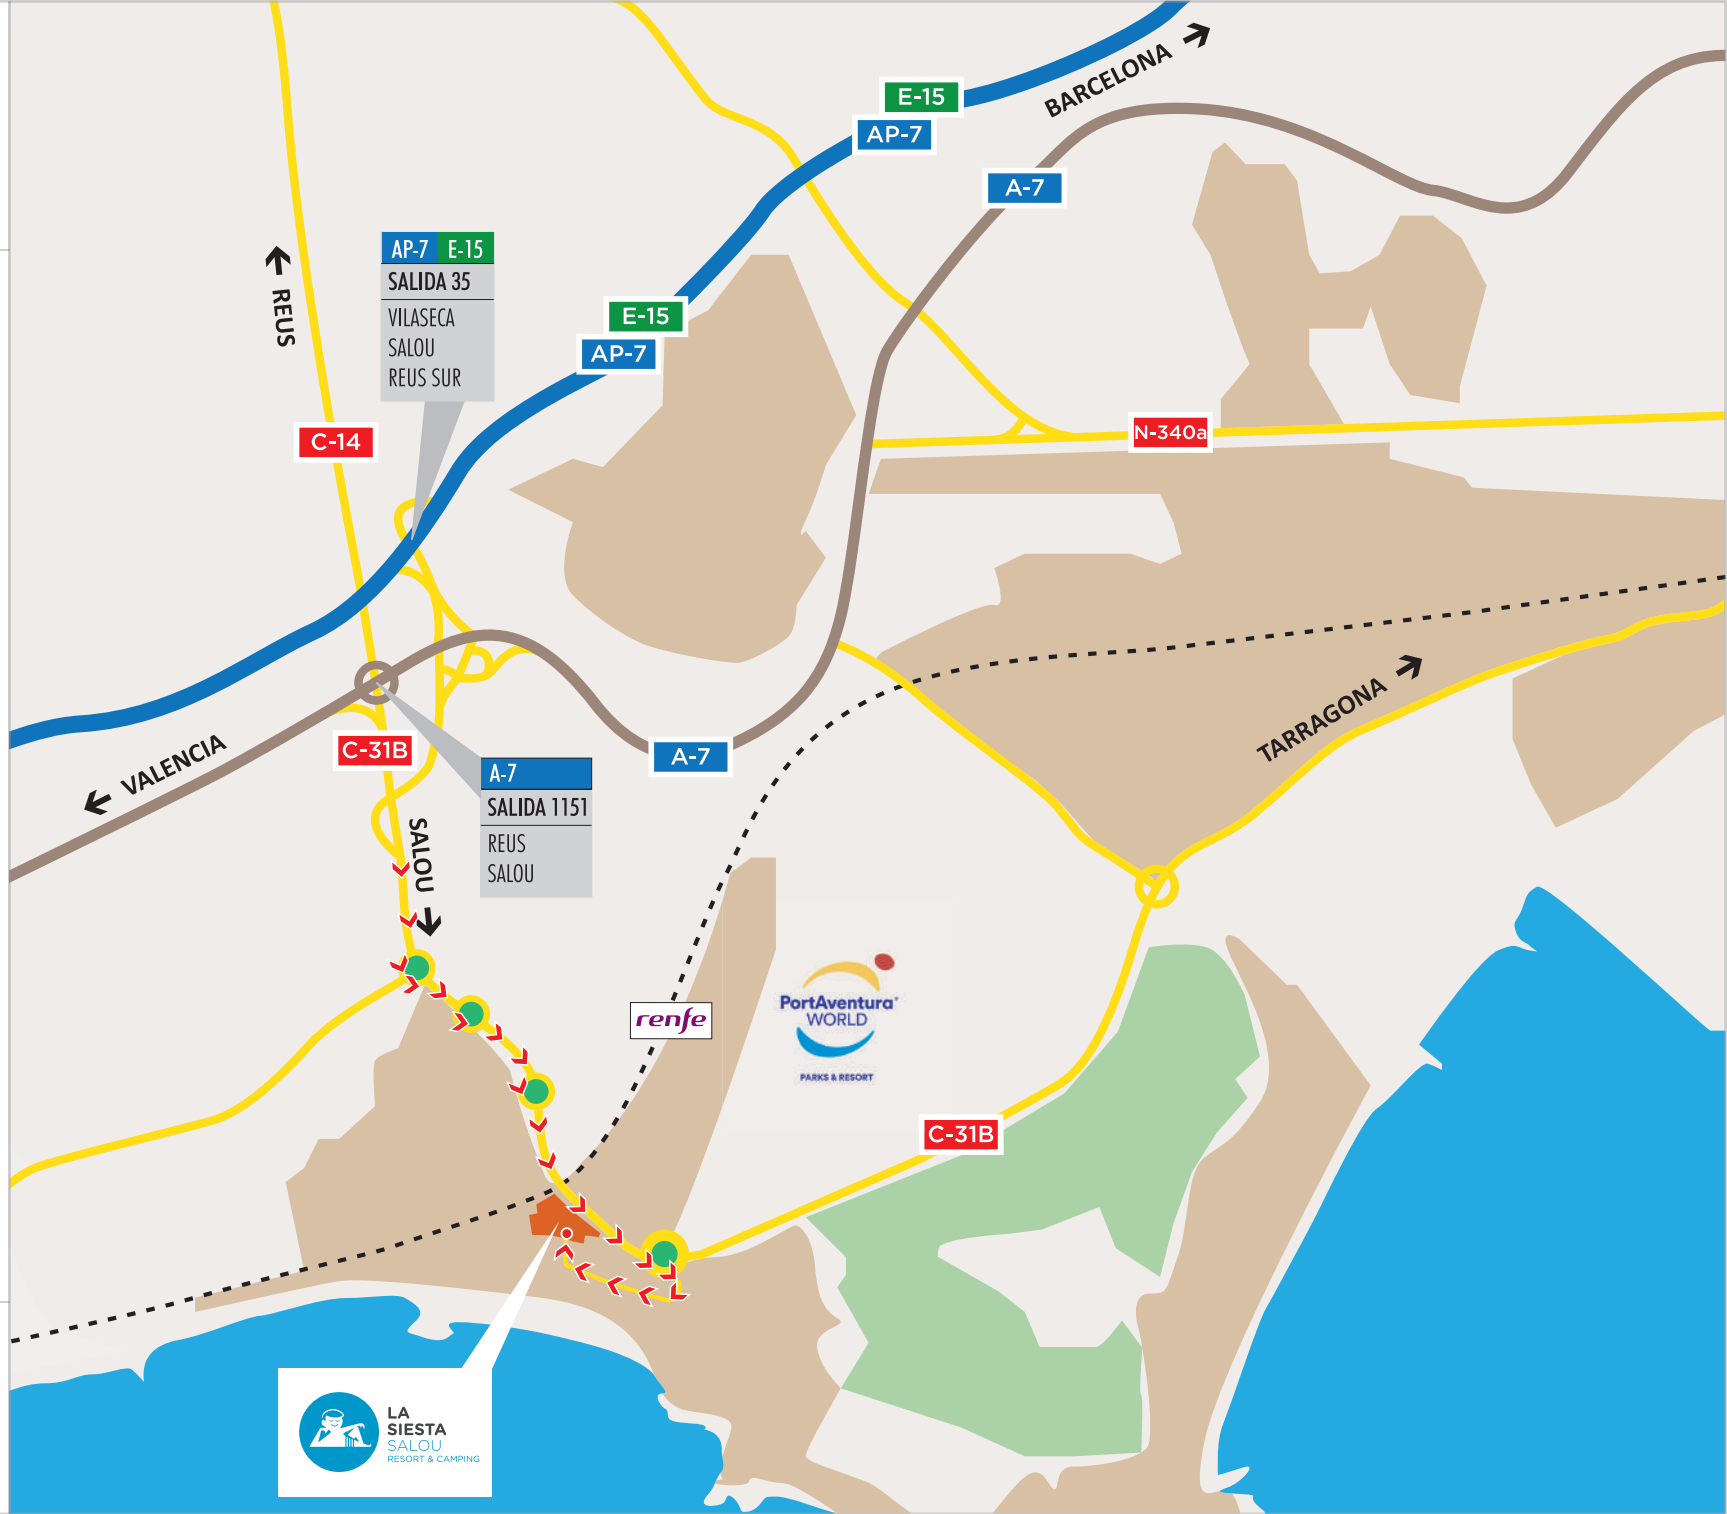 E-15
AP-7
BARCELONA
A-7
AP-7 E-15
SALIDA 35
VILASECA
SALOU
REUS SUR
REUS
E-15
AP-7
C-14
N-340a
TARRAGONA
C-31B
VALENCIA
A-7
A-7
SALIDA 1151
REUS
SALOU
SALOU
renfe
PortAventura
WORLD
PARKS & RESORT
C-31B
LA
SIESTA
SALOU
RESORT & CAMPING